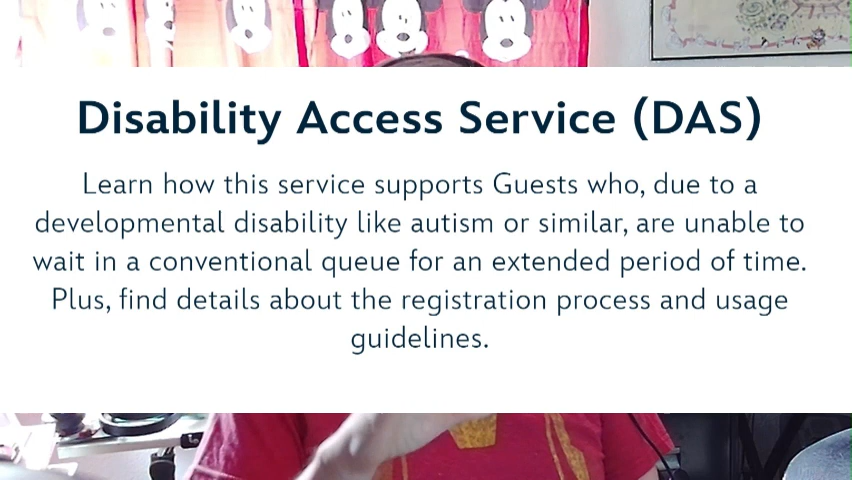 Disability Access Service (DAS)
Learn how this service supports Guests who, due to a
developmental disability like autism or similar, are unable to
wait in a conventional queue for an extended period of time.
Plus, find details about the registration process and usage
guidelines.